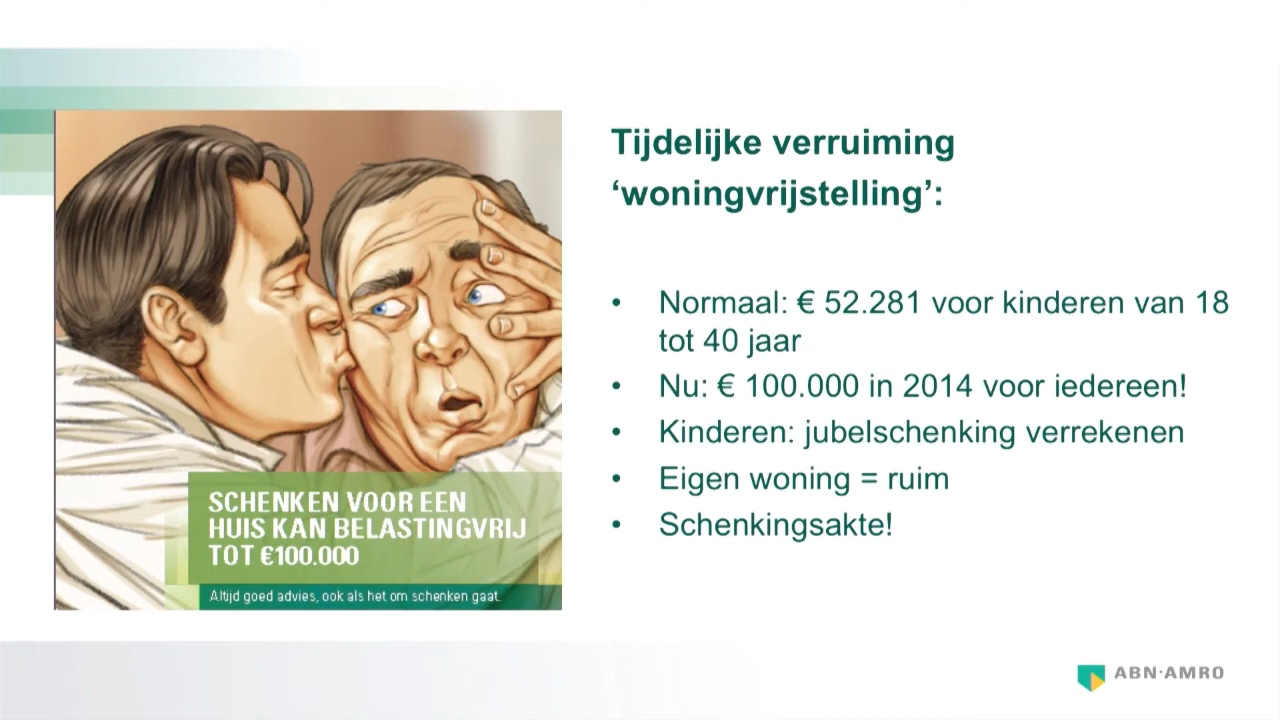 Tijdelijke verruiming
‘woningvrijstelling’:
• Normaal: € 52.281 voor kinderen van 18
tot 40 jaar
• Nu: € 100.000 in 2014 voor iedereen!
• Kinderen: jubelschenking verrekenen
• Eigen woning = ruim
• Schenkingsakte!
SCHENKEN VOOR EEN
HUIS KAN BELASTINGVRIJ
TOT €100.000
Altijd goed advies, ook als het om schenken gaat.
ABN·AMRO